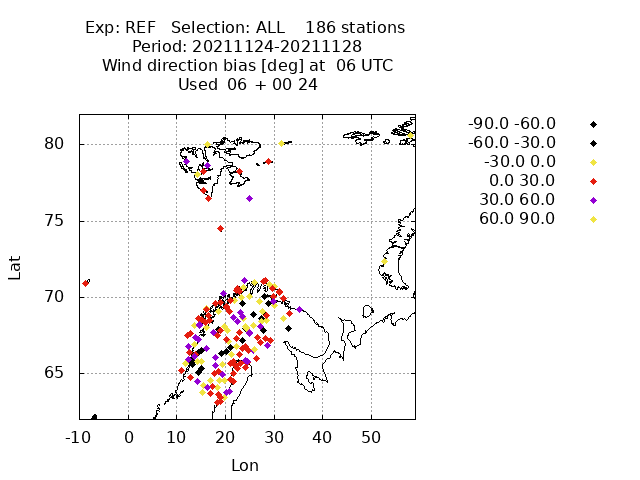 Exp: REF Selection: ALL 186 stations
Period: 20211124-20211128
Wind direction bias [deg] at 06 UTC
Used 06 + 00 24
-90.0 -60.0
-60.0 -30.0
-30.0 0.0
0.0 30.0
30.0 60.0
60.0 90.0
80
75
70
65
Lat
-10 0 10 20 30 40 50
Lon